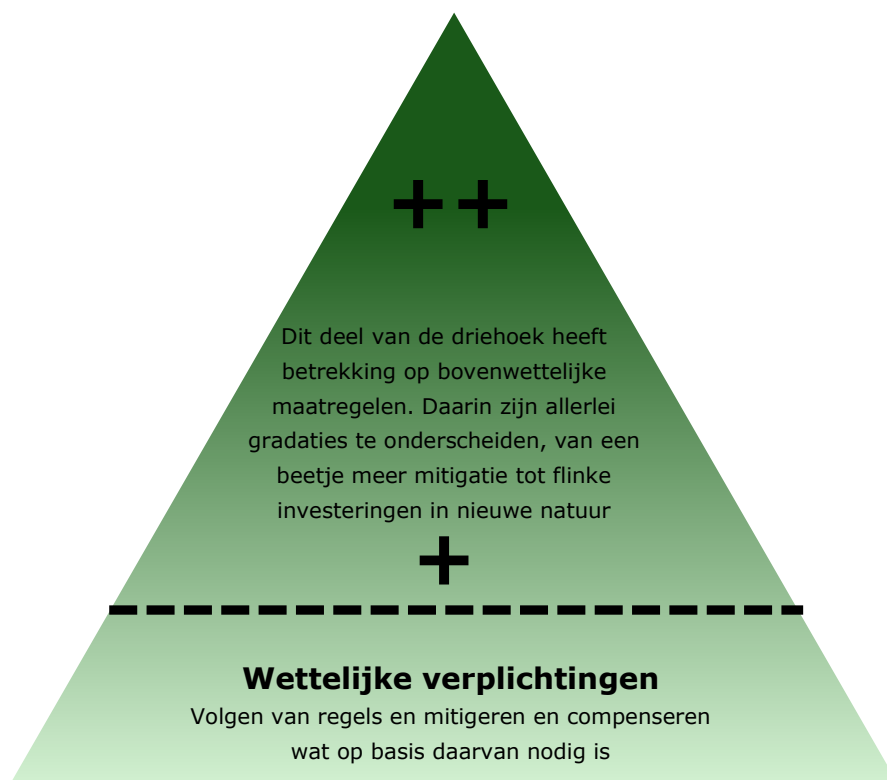 ++
Dit deel van de driehoek heeft
betrekking op bovenwettelijke
maatregelen. Daarin zijn allerlei
gradaties te onderscheiden, van een
beetje meer mitigatie tot flinke
investeringen in nieuwe natuur
+
Wettelijke verplichtingen
Volgen van regels en mitigeren en compenseren
wat op basis daarvan nodig is